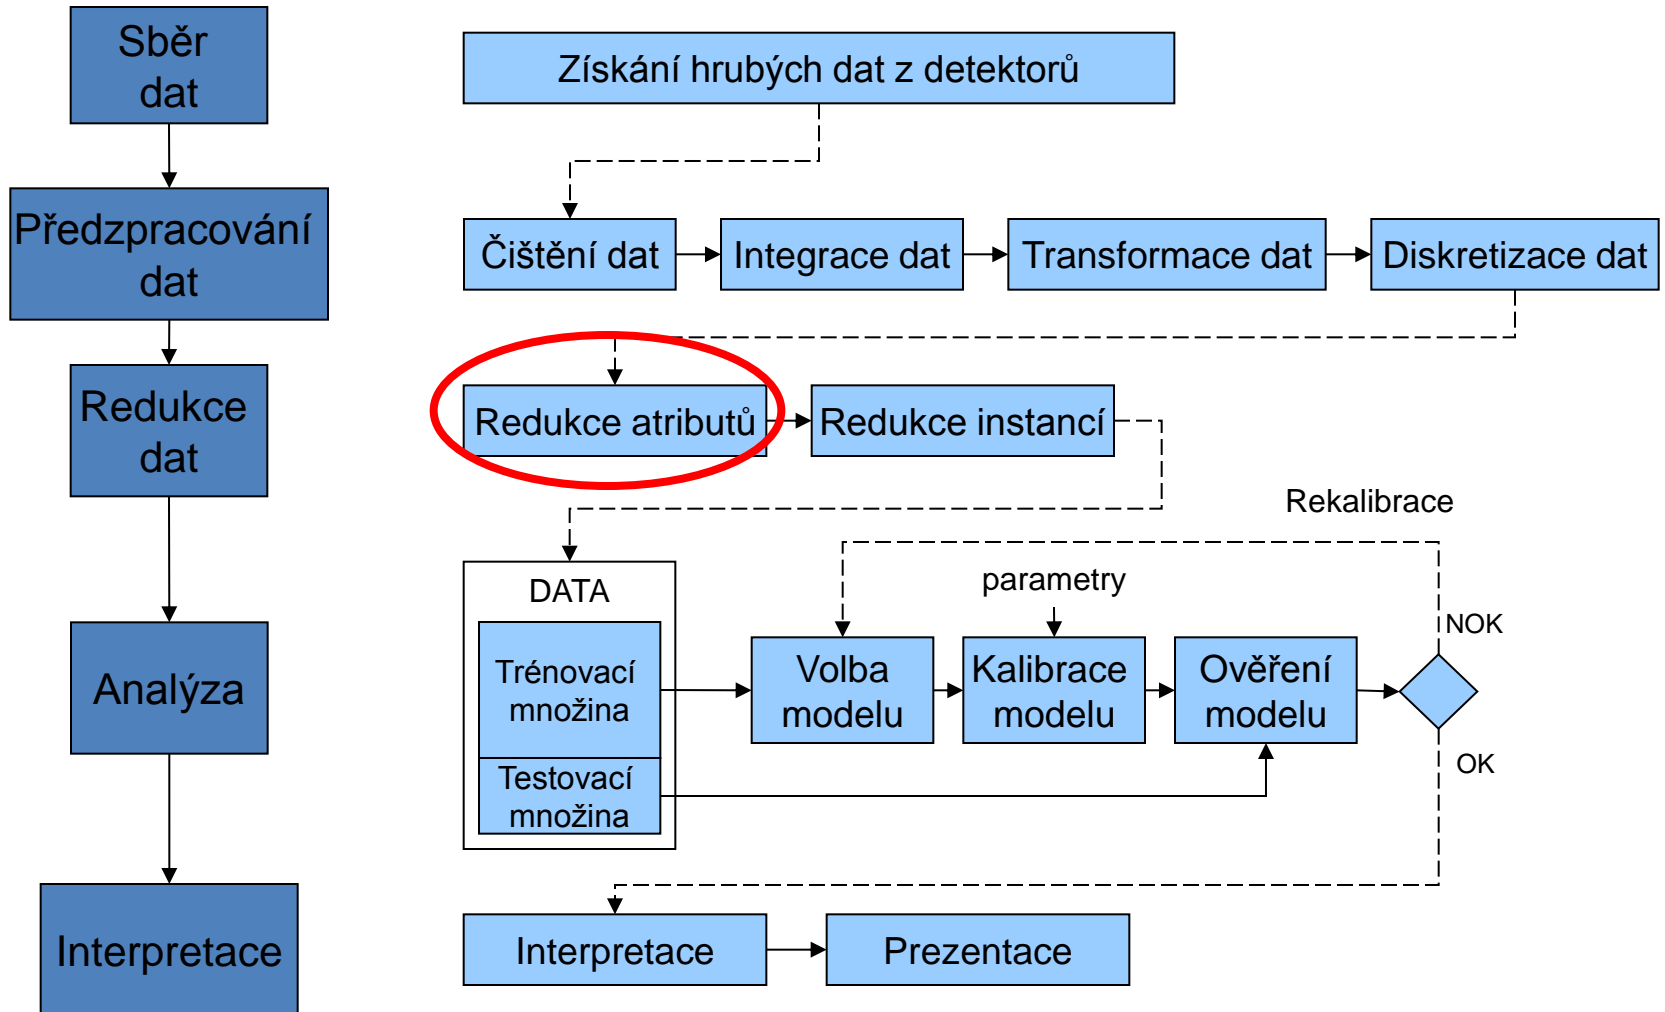 Sběr
dat
Získání hrubých dat z detektorů
Předzpracování
dat
Čištění dat
Integrace dat
Transformace dat
Diskretizace dat
Redukce
dat
Redukce atributů
Redukce instancí
Rekalibrace
DATA
parametry
NOK
Analýza
Trénovací
množina
Volba
modelu
Kalibrace
modelu
Ověření
modelu
OK
Testovací
množina
Interpretace
Interpretace
Prezentace